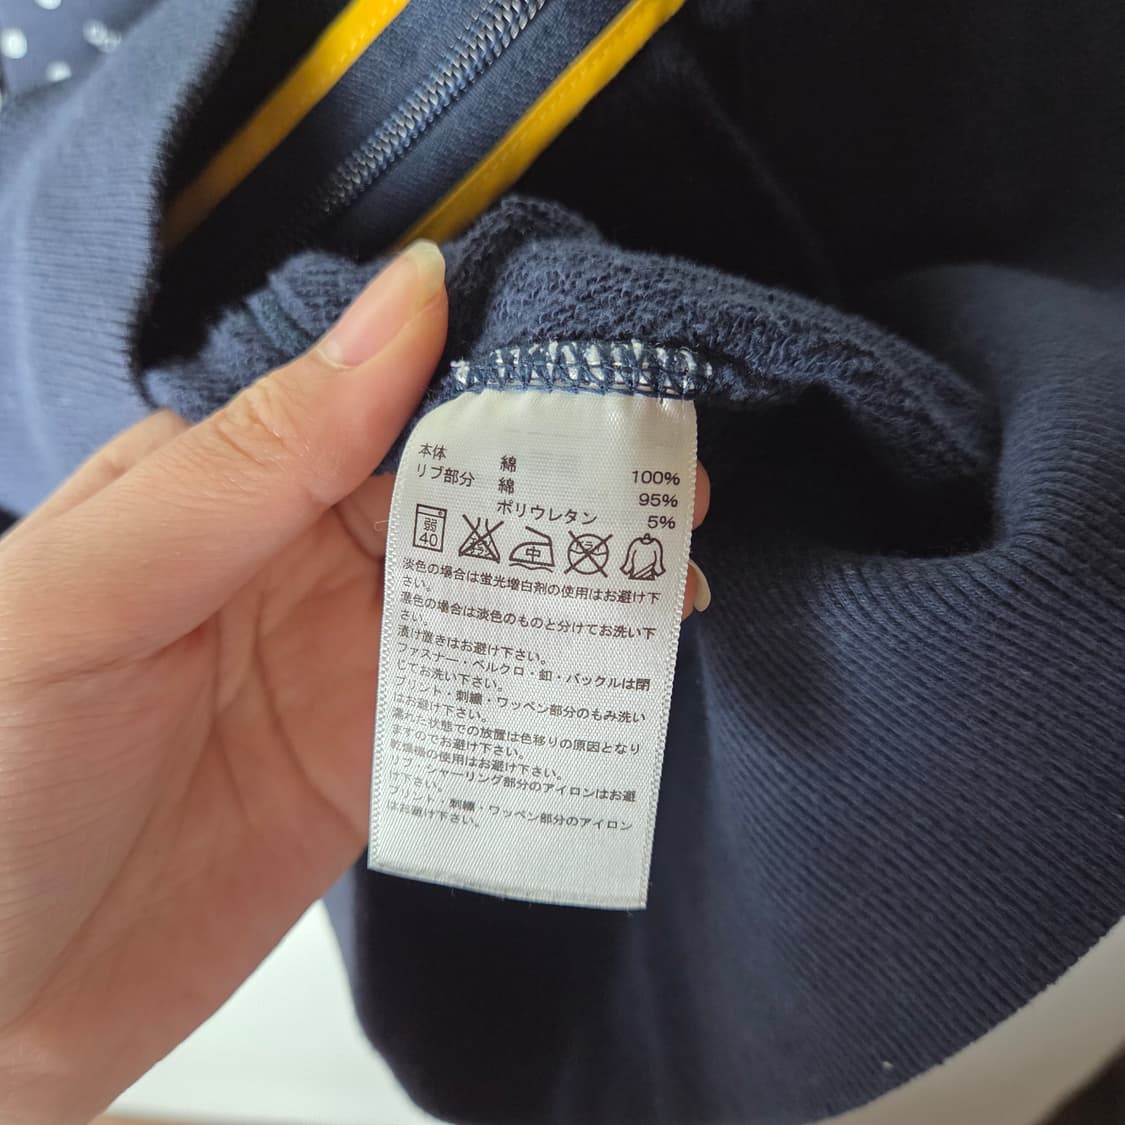 本体 綿 100%
リブ部分 綿 95%
ポリウレタン 5%
弱
40
エンソ
サラシ
中
ドライ
淡色の場合は蛍光増白剤の使用はお避け下
さい。
濃色の場合は淡色のものと分けてお洗い下
さい。
漬け置きはお避け下さい。
ファスナー・ベルクロ・釦・バックルは閉
じてお洗い下さい。
プリント・刺繍・ワッペン部分のもみ洗い
はお避け下さい。
濡れた状態での放置は色移りの原因となり
ますのでお避け下さい。
乾燥機の使用はお避け下さい。
リブ・シャーリング部分のアイロンはお避
け下さい。
プリント・刺繍・ワッペン部分のアイロン
はお避け下さい。